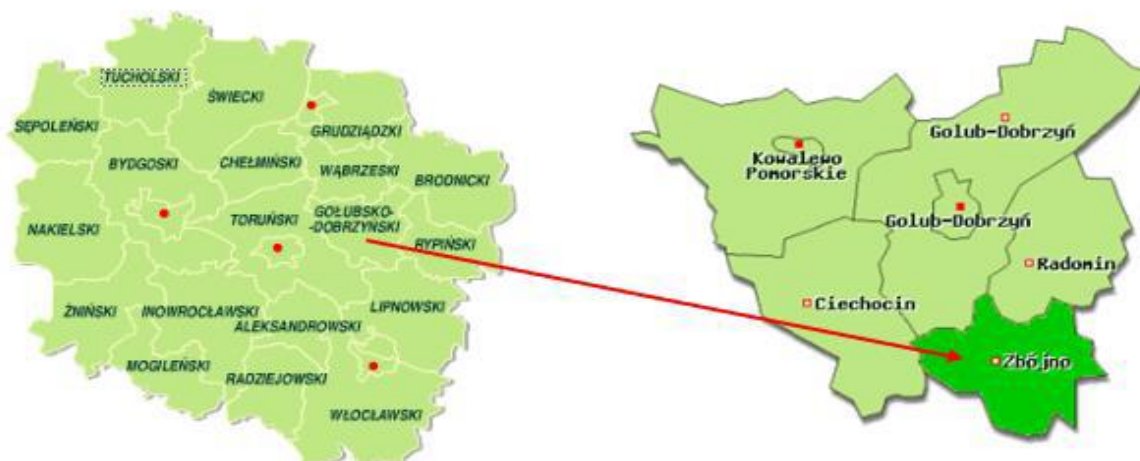 TUCHOLSKI
ŚWIECKI
SĘPOLEŃSKI
GRUDZIĄDZKI
BYDGOSKI
CHEŁMIŃSKI
WĄBRZESKI
BRODNICKI
NAKIELSKI
TORUŃSKI
GOŁUBSKO-
-DOBRZYŃSKI
RYPIŃSKI
ŻNIŃSKI
INOWROCŁAWSKI
LIPNOWSKI
ALEKSANDROWSKI
MOGILEŃSKI
RADZIEJOWSKI
WŁOCŁAWSKI
Golub-Dobrzyń
Kowalewo
Pomorskie
Golub-Dobrzyń
Radomin
Ciechocin
Zbójno